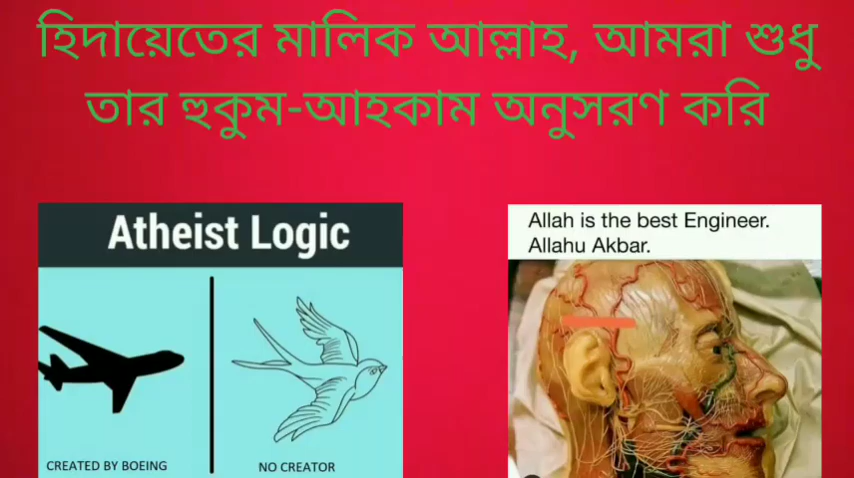 হিদায়েতের মালিক আল্লাহ, আমরা শুধু
তার হুকুম-আহকাম অনুসরণ করি
Atheist Logic
CREATED BY BOEING
NO CREATOR
Allah is the best Engineer.
Allahu Akbar.